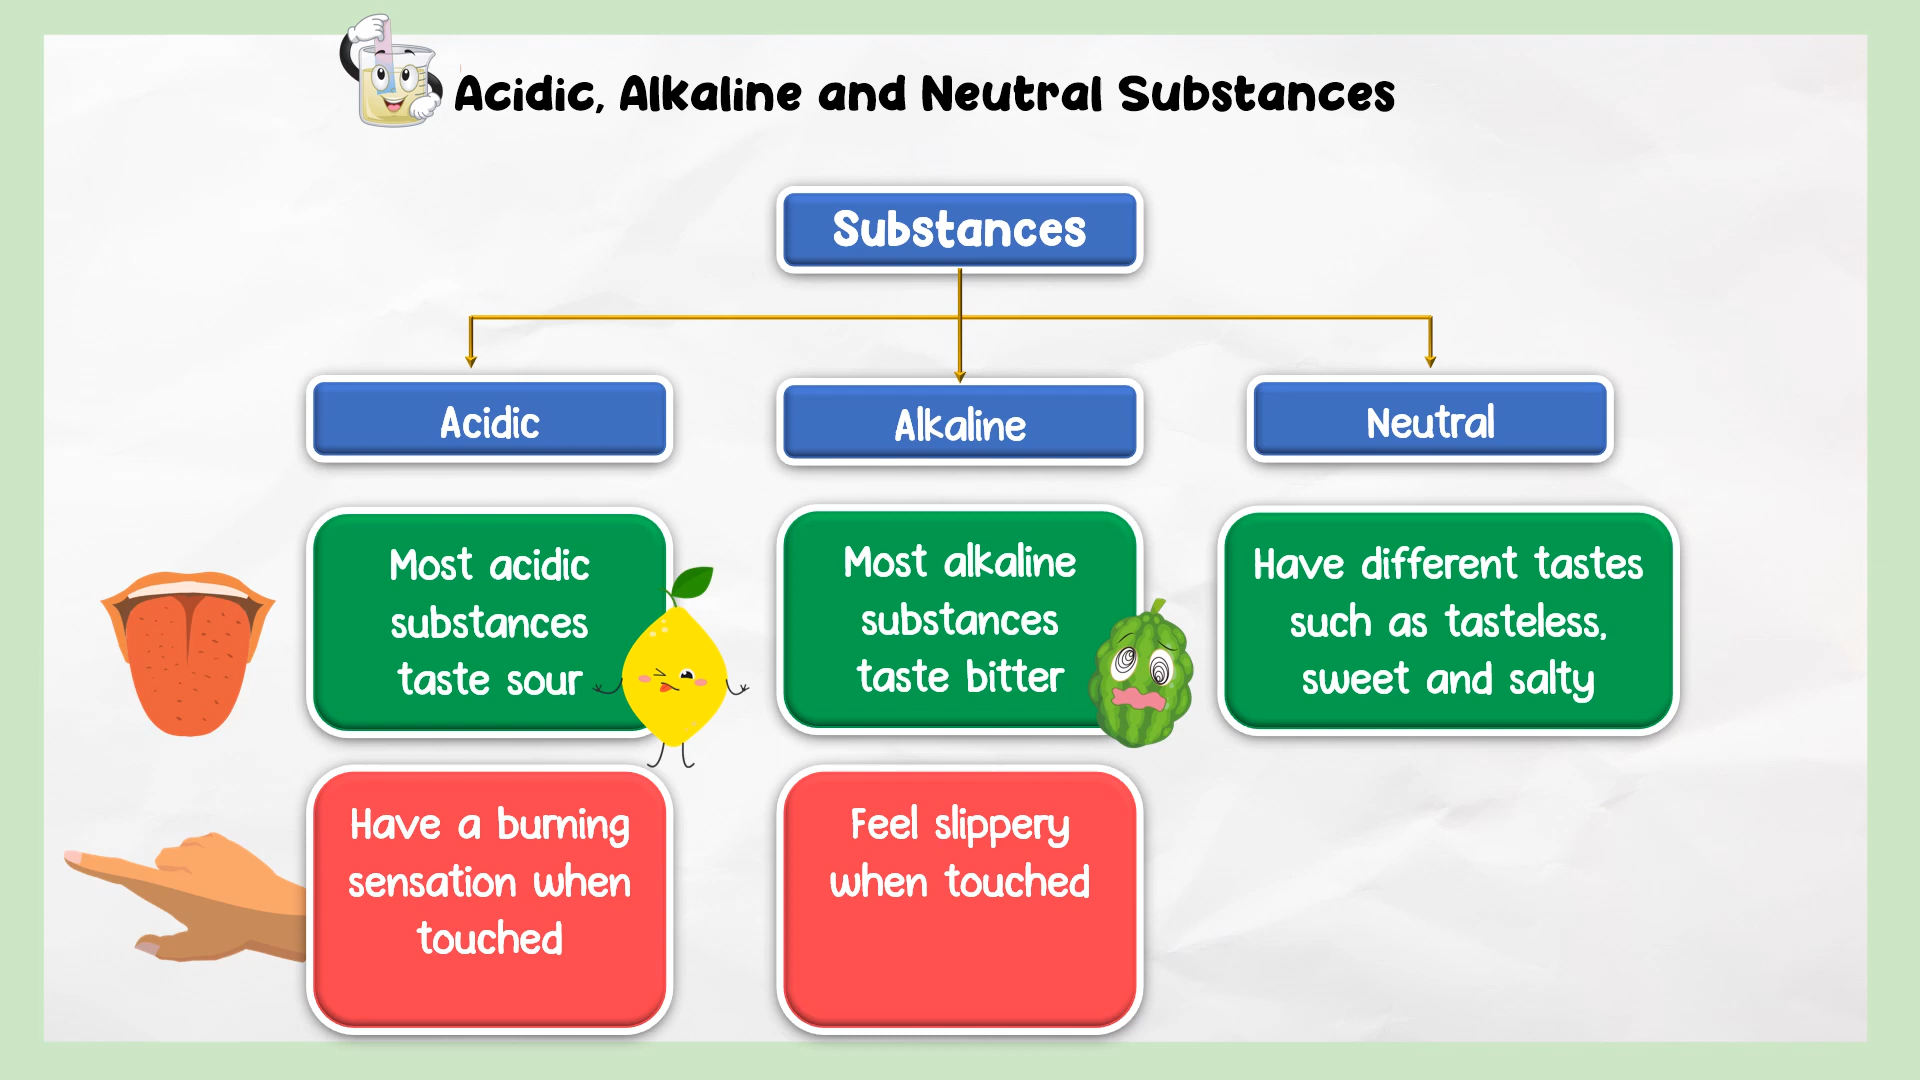 Acidic, Alkaline and Neutral Substances
Substances
Acidic
Alkaline
Neutral
Most acidic
substances
taste sour
Most alkaline
substances
taste bitter
Have different tastes
such as tasteless,
sweet and salty
Have a burning
sensation when
touched
Feel slippery
when touched